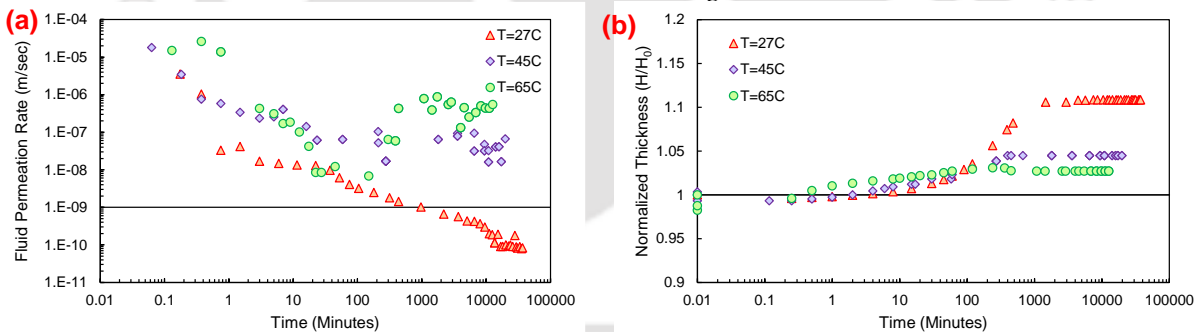 (a)
Fluid Permeation Rate (m/sec)
1.E-04
1.E-05
1.E-06
1.E-07
1.E-08
1.E-09
1.E-10
1.E-11
0.01 0.1 1 10 100 1000 10000 100000
Time (Minutes)
T=27C
T=45C
T=65C
(b)
Normalized Thickness (H/H₀)
1.2
1.15
1.1
1.05
1
0.95
0.9
0.01 0.1 1 10 100 1000 10000 100000
Time (Minutes)
T=27C
T=45C
T=65C